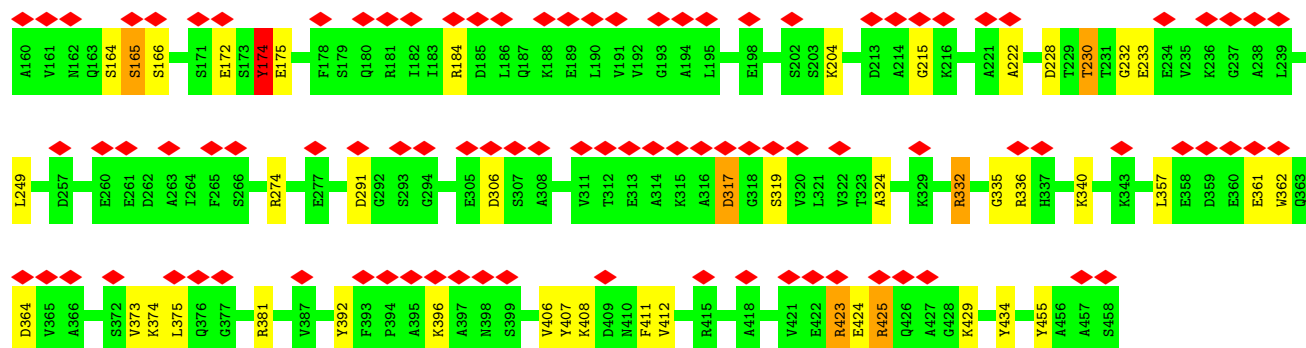 A160 V161 N162 Q163 S164 S165 S166 S171 E172 S173 Y174 E175 F178 S179 Q180 R181 I182 I183 R184 D185 L186 Q187 K188 E189 L190 V191 V192 G193 A194 L195 E198 S202 S203 K204 D213 A214 G215 K216 A221 A222 D228 T229 T230 T231 G232 E233 E234 V235 K236 G237 A238 L239
L249 D257 E260 E261 D262 A263 I264 F265 S266 R274 E277 D291 G292 S293 G294 E305 D306 S307 A308 V311 T312 E313 A314 K315 A316 D317 G318 S319 V320 L321 V322 T323 A324 K329 R332 G335 R336 H337 K340 K343 L357 E358 D359 E360 E361 W362 Q363
D364 V365 A366 S372 V373 K374 L375 Q376 G377 R381 V387 Y392 F393 F394 A395 K396 A397 N398 S399 V406 Y407 K408 D409 N410 F411 V412 R415 A418 V421 E422 R423 E424 R425 Q426 A427 G428 K429 Y434 Y455 A456 A457 S458